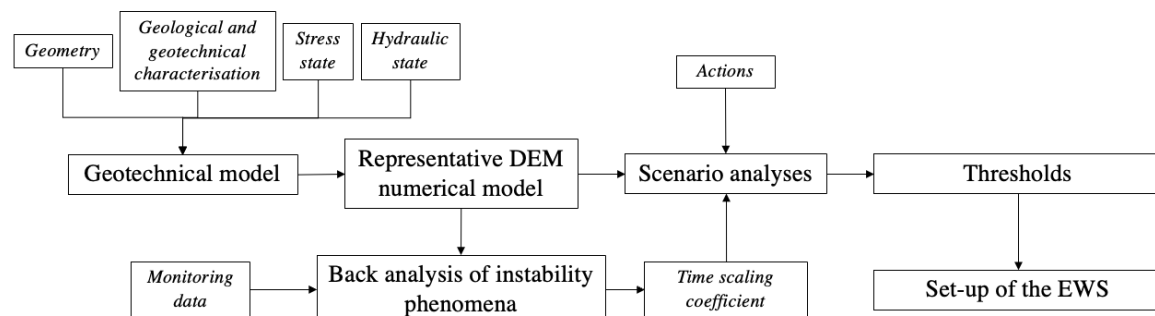 Geometry
Geological and
geotechnical
characterisation
Stress
state
Hydraulic
state
Actions
Geotechnical model
Representative DEM
numerical model
Scenario analyses
Thresholds
Monitoring
data
Back analysis of instability
phenomena
Time scaling
coefficient
Set-up of the EWS